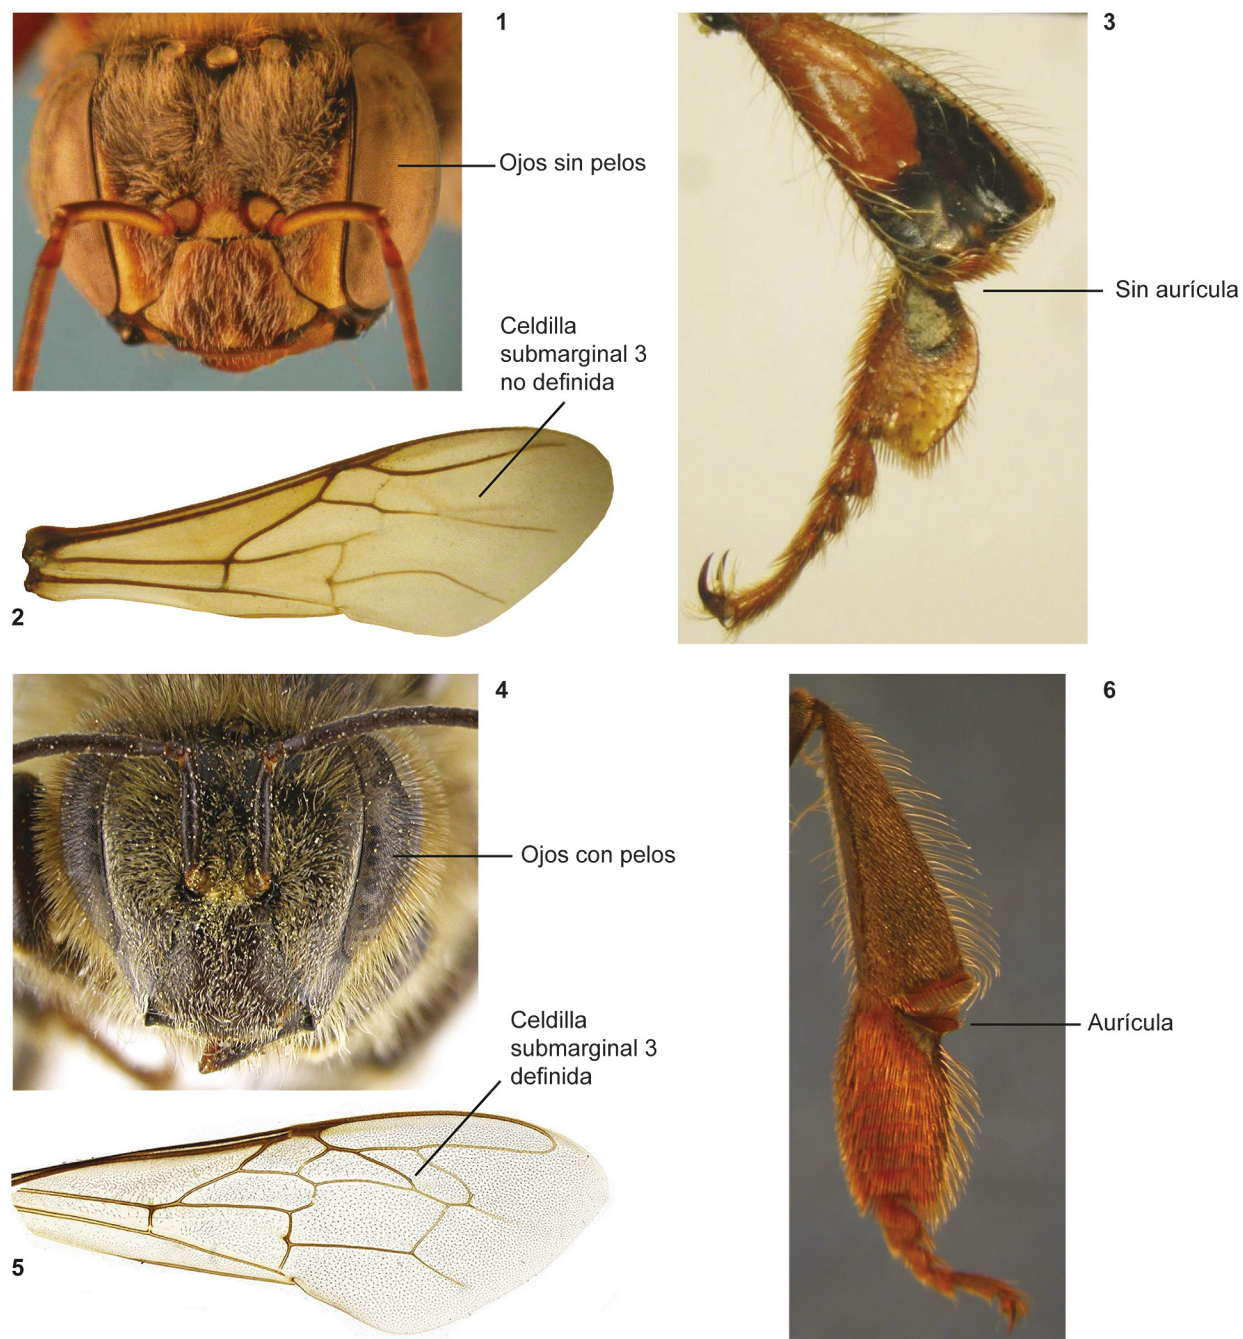 1
Ojos sin pelos
3
Sin aurícula
Celdilla
submarginal 3
no definida
2
4
Ojos con pelos
6
Celdilla
submarginal 3
definida
Aurícula
5